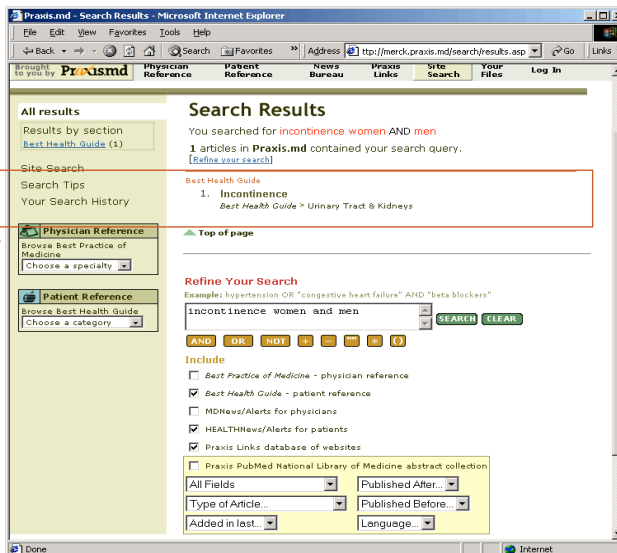 Praxis.md - Search Results - Microsoft Internet Explorer
File Edit View Favorites Tools Help
Back Search Favorites » Address ttp://merck.praxis.md/search/results.asp Go Links
Brought to you by Praxis.md Physician Reference Patient Reference News Bureau Praxis Links Site Search Your Files Log In
All results
Results by section
Best Health Guide (1)
Site Search
Search Tips
Your Search History
Physician Reference
Browse Best Practice of
Medicine
Choose a specialty
Patient Reference
Browse Best Health Guide
Choose a category
Search Results
You searched for incontinence women AND men
1 articles in Praxis.md contained your search query.
[Refine your search]
Best Health Guide
1. Incontinence
Best Health Guide > Urinary Tract & Kidneys
Top of page
Refine Your Search
Example: hypertension OR "congestive heart failure" AND "beta blockers"
incontinence women and men
SEARCH CLEAR
AND OR NOT + - "" * ()
Include
Best Practice of Medicine - physician reference
Best Health Guide - patient reference
MDNews/Alerts for physicians
HEALTHNews/Alerts for patients
Praxis Links database of websites
Praxis PubMed National Library of Medicine abstract collection
All Fields Published After...
Type of Article... Published Before...
Added in last... Language...
Done Internet